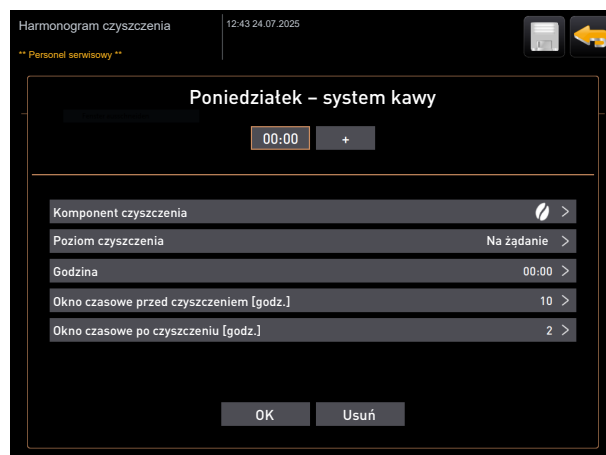 Harmonogram czyszczenia
12:43 24.07.2025
** Personel serwisowy **
Poniedziałek – system kawy
00:00 +
Komponent czyszczenia >
Poziom czyszczenia Na żądanie >
Godzina 00:00 >
Okno czasowe przed czyszczeniem [godz.] 10 >
Okno czasowe po czyszczeniu [godz.] 2 >
OK Usuń